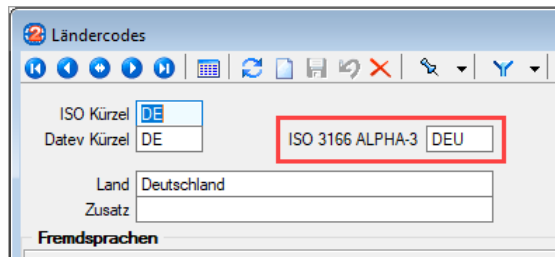 Ländercodes
ISO Kürzel DE
Datev Kürzel DE ISO 3166 ALPHA-3 DEU
Land Deutschland
Zusatz
Fremdsprachen